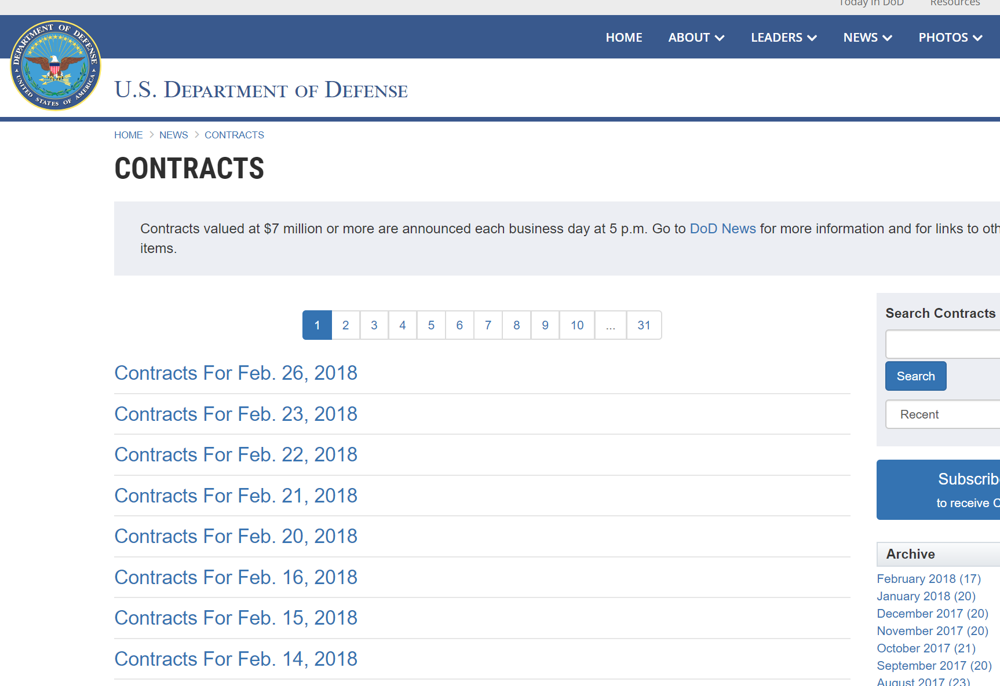 Today in DoD Resources
HOME ABOUT LEADERS NEWS PHOTOS
DEPARTMENT OF DEFENSE
UNITED STATES OF AMERICA
U.S. DEPARTMENT OF DEFENSE
HOME > NEWS > CONTRACTS
CONTRACTS
Contracts valued at $7 million or more are announced each business day at 5 p.m. Go to DoD News for more information and for links to oth
items.
1 2 3 4 5 6 7 8 9 10 ... 31
Contracts For Feb. 26, 2018
Contracts For Feb. 23, 2018
Contracts For Feb. 22, 2018
Contracts For Feb. 21, 2018
Contracts For Feb. 20, 2018
Contracts For Feb. 16, 2018
Contracts For Feb. 15, 2018
Contracts For Feb. 14, 2018
Search Contracts
Search
Recent
Subscrib
to receive C
Archive
February 2018 (17)
January 2018 (20)
December 2017 (20)
November 2017 (20)
October 2017 (21)
September 2017 (20)
August 2017 (23)